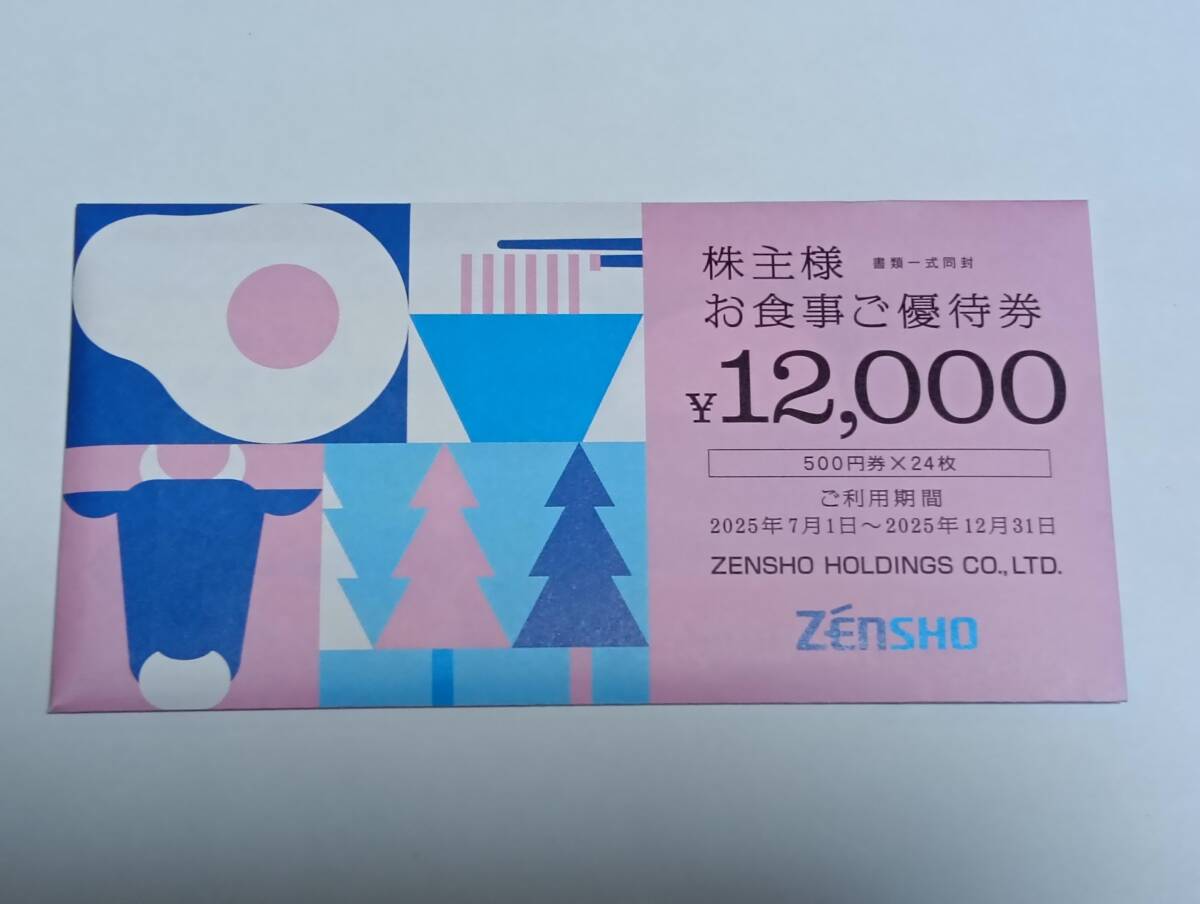 株主様 書類一式同封
お食事ご優待券
¥12,000
500円券×24枚
ご利用期間
2025年7月1日〜2025年12月31日
ZENSHO HOLDINGS CO., LTD.
ZÉNSHO